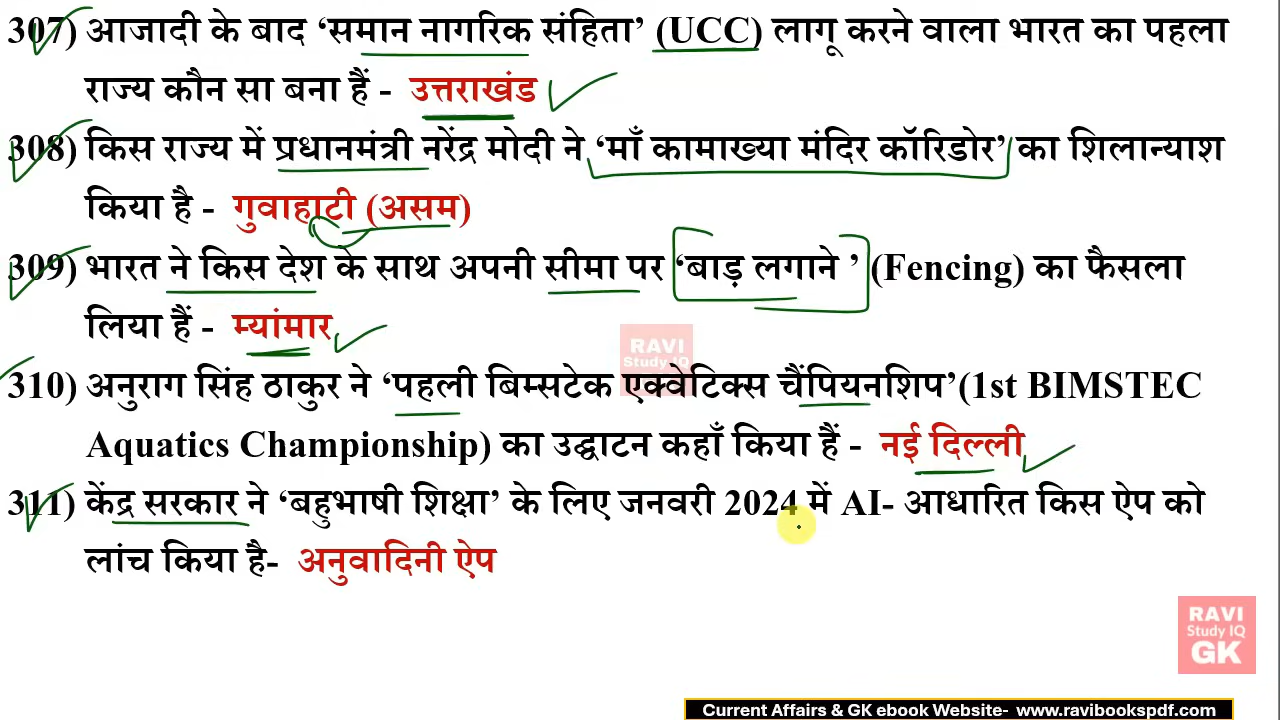 307) आजादी के बाद ‘समान नागरिक संहिता’ (UCC) लागू करने वाला भारत का पहला
राज्य कौन सा बना हैं - उत्तराखंड
308) किस राज्य में प्रधानमंत्री नरेंद्र मोदी ने ‘माँ कामाख्या मंदिर कॉरिडोर’ का शिलान्याश
किया है - गुवाहाटी (असम)
309) भारत ने किस देश के साथ अपनी सीमा पर ‘बाड़ लगाने ’ (Fencing) का फैसला
लिया हैं - म्यांमार
RAVI
Study IQ
310) अनुराग सिंह ठाकुर ने ‘पहली बिम्सटेक एक्वेटिक्स चैंपियनशिप’(1st BIMSTEC
Aquatics Championship) का उद्घाटन कहाँ किया हैं - नई दिल्ली
311) केंद्र सरकार ने ‘बहुभाषी शिक्षा’ के लिए जनवरी 2024 में AI- आधारित किस ऐप को
लांच किया है- अनुवादिनी ऐप
RAVI
Study IQ
GK
Current Affairs & GK ebook Website- www.ravibookspdf.com